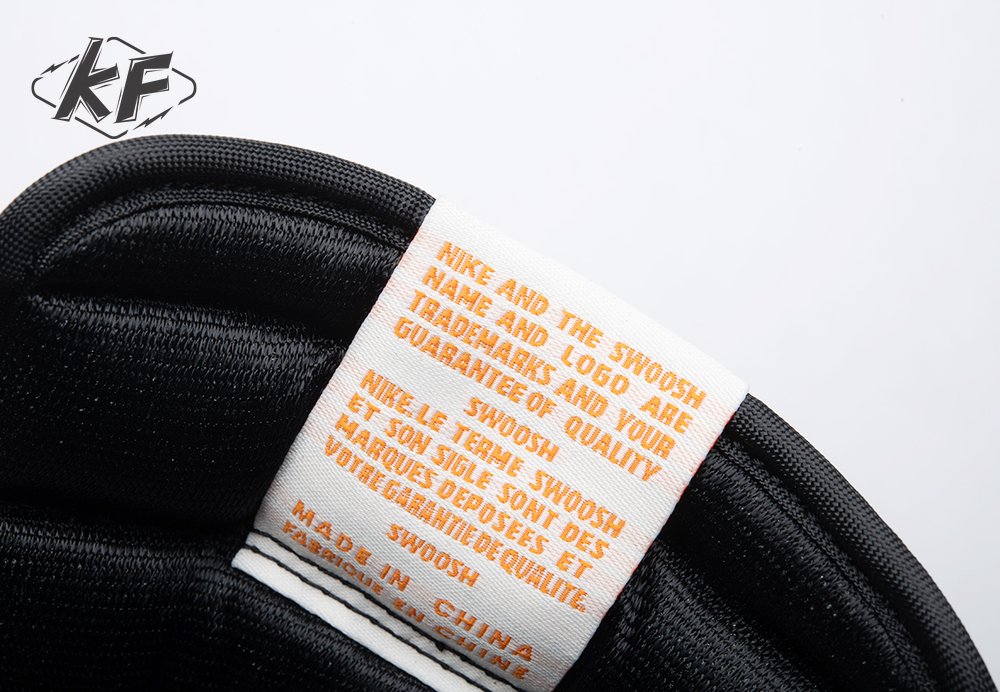 KF
NIKE AND THE SWOOSH
NAME AND LOGO ARE
TRADEMARKS AND YOUR
GUARANTEE OF QUALITY
SWOOSH
NIKE. LE TERME SWOOSH
ET SON SIGLE SONT DES
MARQUES DEPOSÉES ET
VOTRE GARANTIE DE QUALITE.
SWOOSH
MADE IN CHINA
FABRIQUE EN CHINE